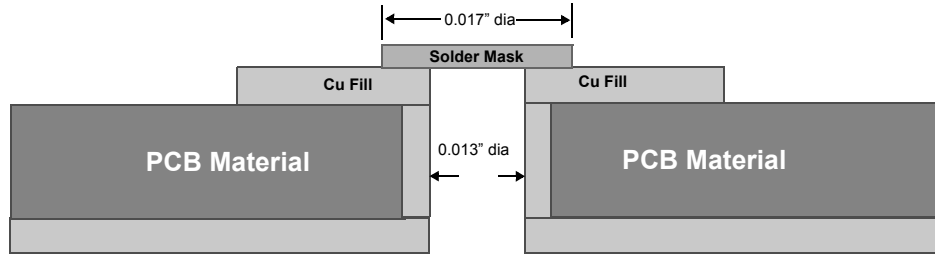 0.017” dia
Solder Mask
Cu Fill
Cu Fill
PCB Material
0.013” dia
PCB Material